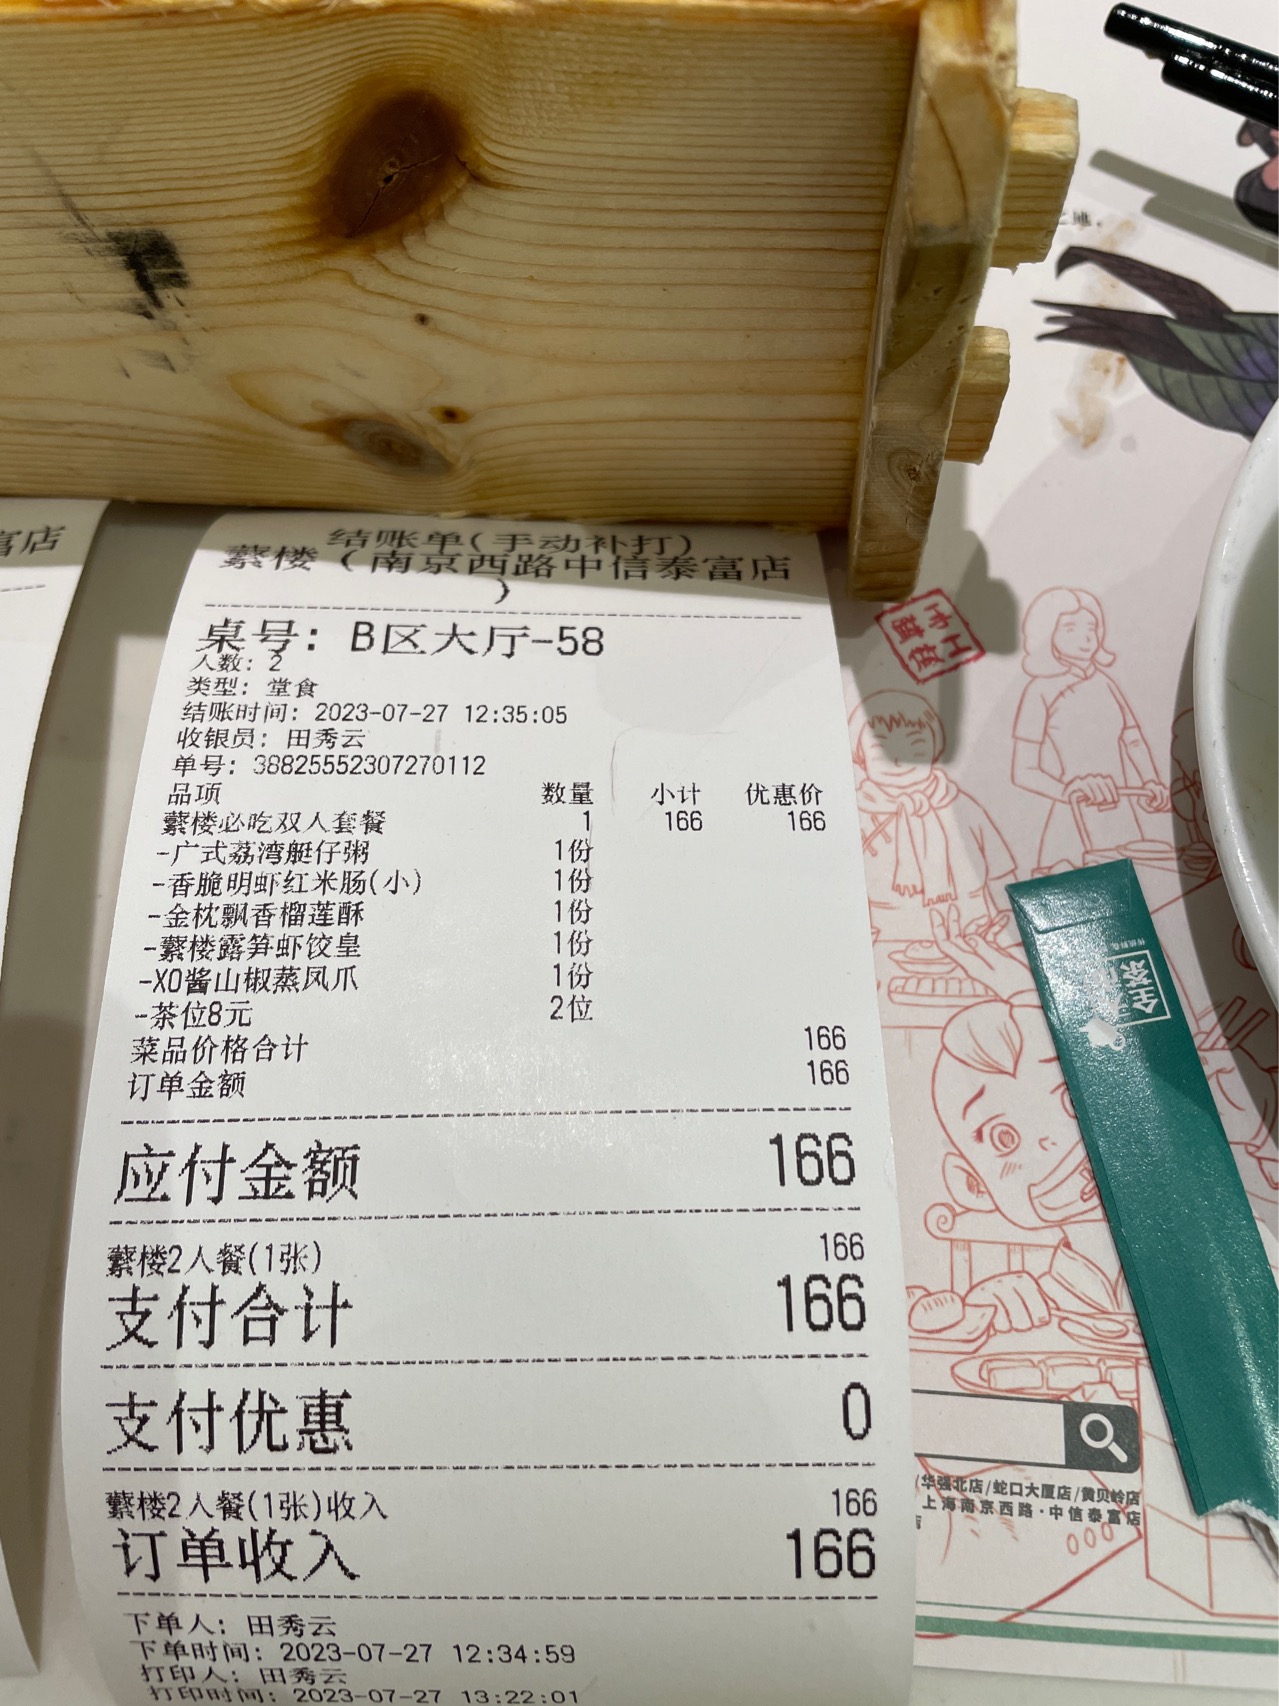 富店
结账单(手动补打)
蘩楼(南京西路中信泰富店
)
桌号: B区大厅-58
人数: 2
类型: 堂食
结账时间: 2023-07-27 12:35:05
收银员: 田秀云
单号: 38825552307270112
品项 数量 小计 优惠价
蘩楼必吃双人套餐 1 166 166
-广式荔湾艇仔粥 1份
-香脆明虾红米肠(小) 1份
-金枕飘香榴莲酥 1份
-蘩楼露笋虾饺皇 1份
-XO酱山椒蒸凤爪 1份
-茶位8元 2位
菜品价格合计 166
订单金额 166
应付金额 166
蘩楼2人餐(1张) 166
支付合计 166
支付优惠 0
蘩楼2人餐(1张)收入 166
订单收入 166
下单人: 田秀云
下单时间: 2023-07-27 12:34:59
打印人: 田秀云
打印时间: 2023-07-27 13:22:01
/华强北店/蛇口大厦店/黄贝岭店
上海南京西路·中信泰富店
店